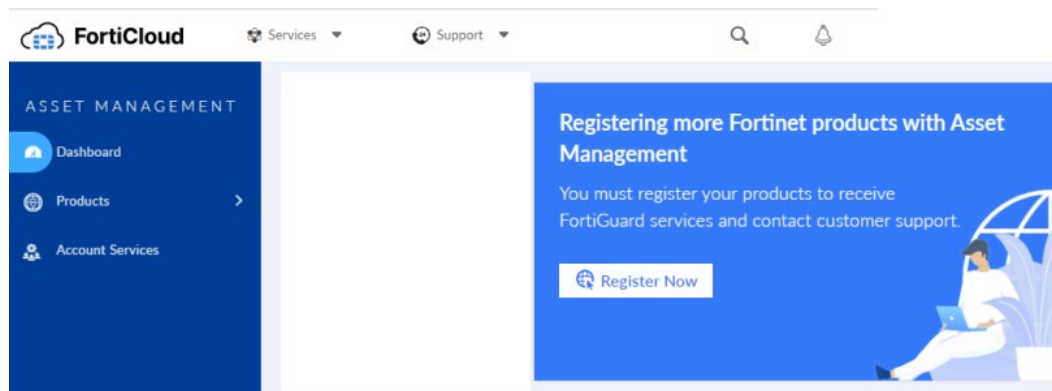 FortiCloud
Services
Support
ASSET MANAGEMENT
Dashboard
Products
Account Services
Registering more Fortinet products with Asset
Management
You must register your products to receive
FortiGuard services and contact customer support.
Register Now